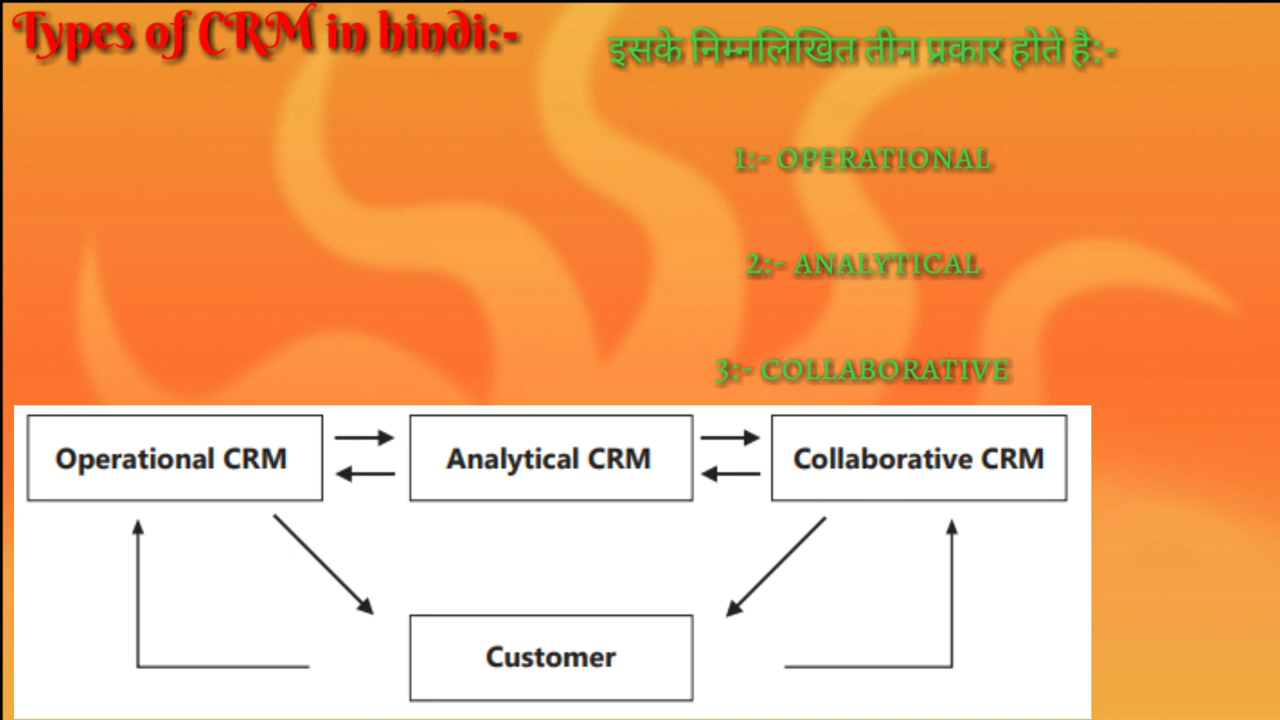 Types of CRM in hindi:-
इसके निम्नलिखित तीन प्रकार होते है:-
1:- OPERATIONAL
2:- ANALYTICAL
3:- COLLABORATIVE
Operational CRM
Analytical CRM
Collaborative CRM
Customer